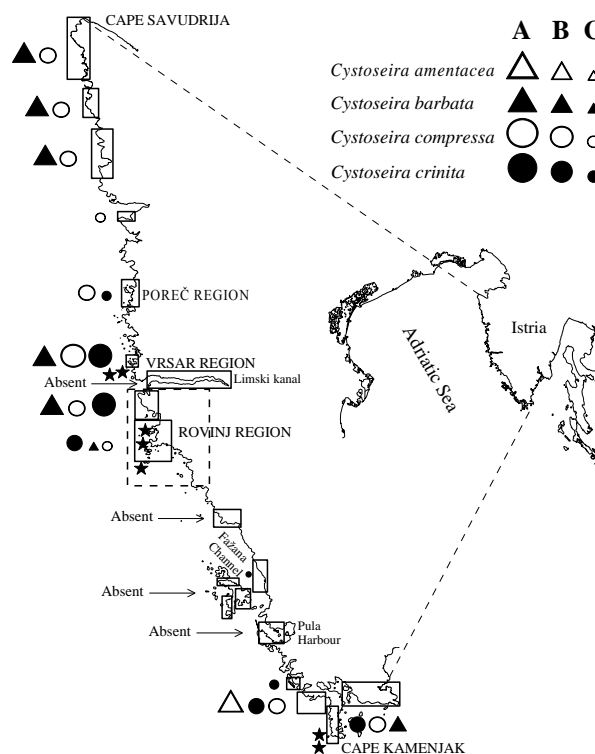 CAPE SAVUDRIJA
A B C
Cystoseira amentacea
Cystoseira barbata
Cystoseira compressa
Cystoseira crinita
POREČ REGION
Istria
Adriatic Sea
VRSAR REGION
Absent
Limski kanal
ROVINJ REGION
Absent
Fažana
Channel
Absent
Absent
Pula
Harbour
CAPE KAMENJAK